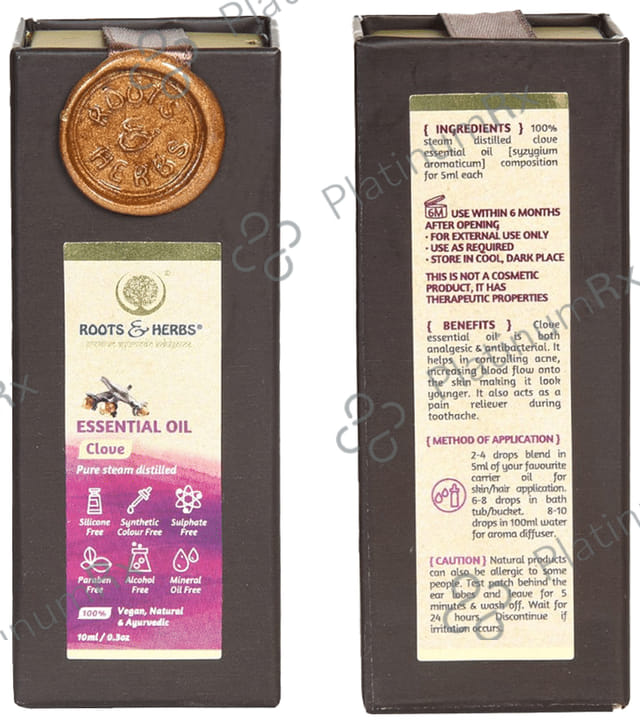 ROOTS
&
HERBS
ROOTS & HERBS®
ESSENTIAL OIL
Clove
Pure steam distilled
Silicone Synthetic Sulphate
Free Colour Free Free
Paraben Alcohol Mineral
Free Free Oil Free
100% Vegan, Natural
& Ayurvedic
10ml / 0.3oz
{ INGREDIENTS } 100%
steam distilled clove
essential oil [syzygium
aromaticum] composition
for 5ml each
6M USE WITHIN 6 MONTHS
AFTER OPENING
• FOR EXTERNAL USE ONLY
• USE AS REQUIRED
• STORE IN COOL, DARK PLACE
THIS IS NOT A COSMETIC
PRODUCT, IT HAS
THERAPEUTIC PROPERTIES
{ BENEFITS } Clove
essential oil is both
analgesic & antibacterial. It
helps in controlling acne,
increasing blood flow onto
the skin making it look
younger. It also acts as a
pain reliever during
toothache.
{ METHOD OF APPLICATION }
2-4 drops blend in
5ml of your favourite
carrier oil for
skin/hair application.
6-8 drops in bath
tub/bucket. 8-10
drops in 100ml water
for aroma diffuser.
{ CAUTION } Natural products
can also be allergic to some
people. Test patch behind the
ear lobes and leave for 5
minutes & wash off. Wait for
24 hours. Discontinue if
irritation occurs.
PlatinumRx
PlatinumRx
PlatinumRx
PlatinumRx